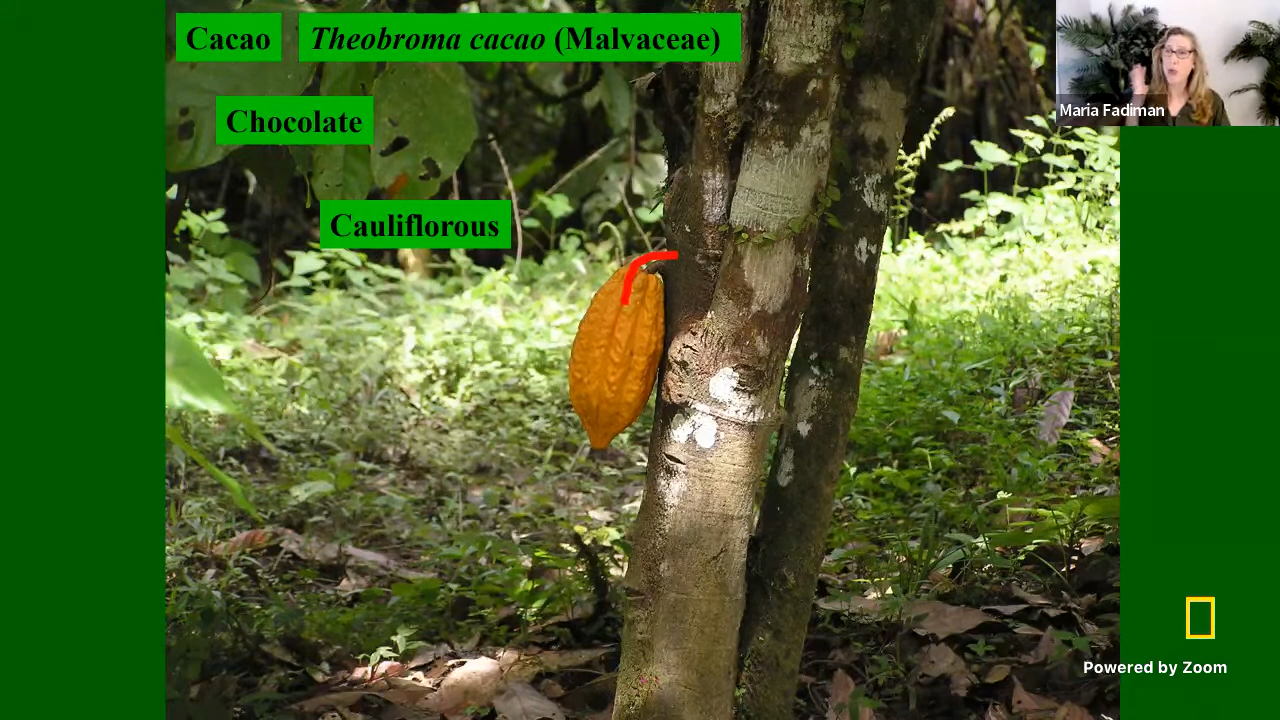 Cacao
Theobroma cacao (Malvaceae)
Chocolate
Cauliflorous
Maria Fadiman
Powered by Zoom